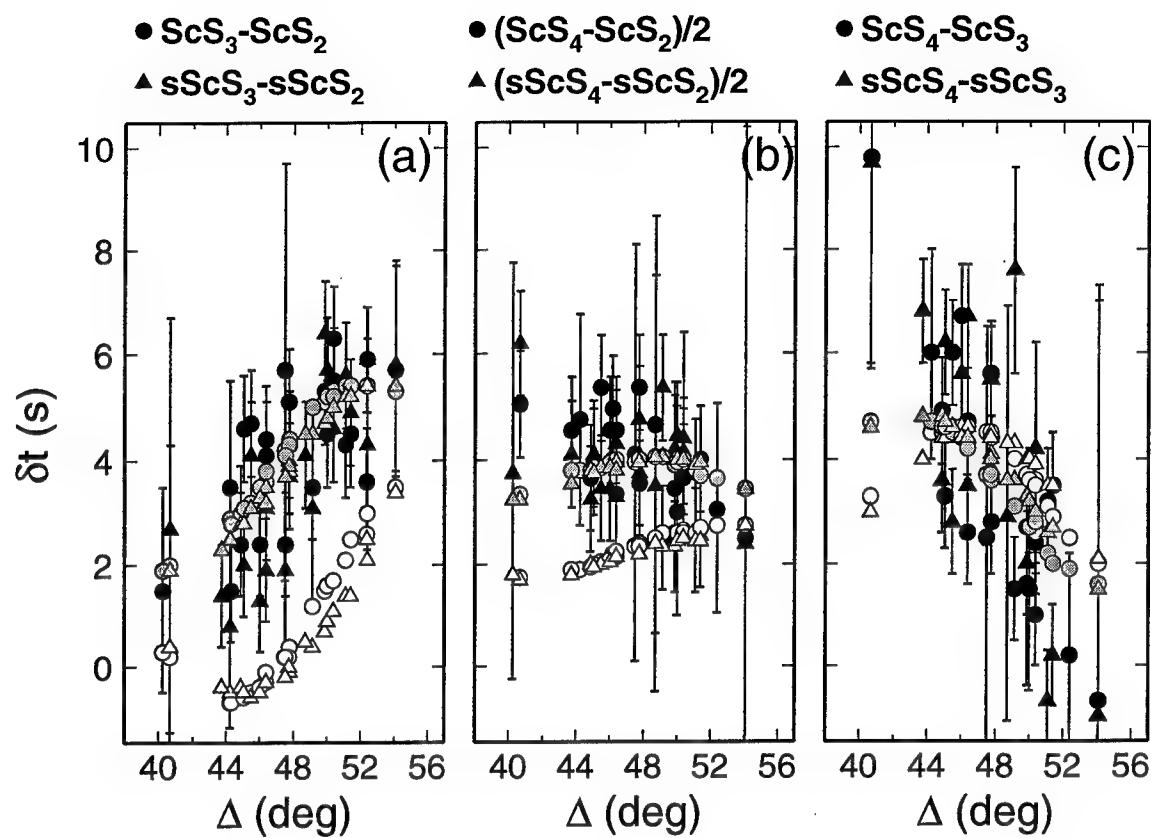 ● ScS₃-ScS₂ ● (ScS₄-ScS₂)/2 ● ScS₄-ScS₃
▲ sScS₃-sScS₂ ▲ (sScS₄-sScS₂)/2 ▲ sScS₄-sScS₃
(a) (b) (c)
10
8
6
4
2
0
δt (s)
40 44 48 52 56 40 44 48 52 56 40 44 48 52 56
Δ (deg) Δ (deg) Δ (deg)